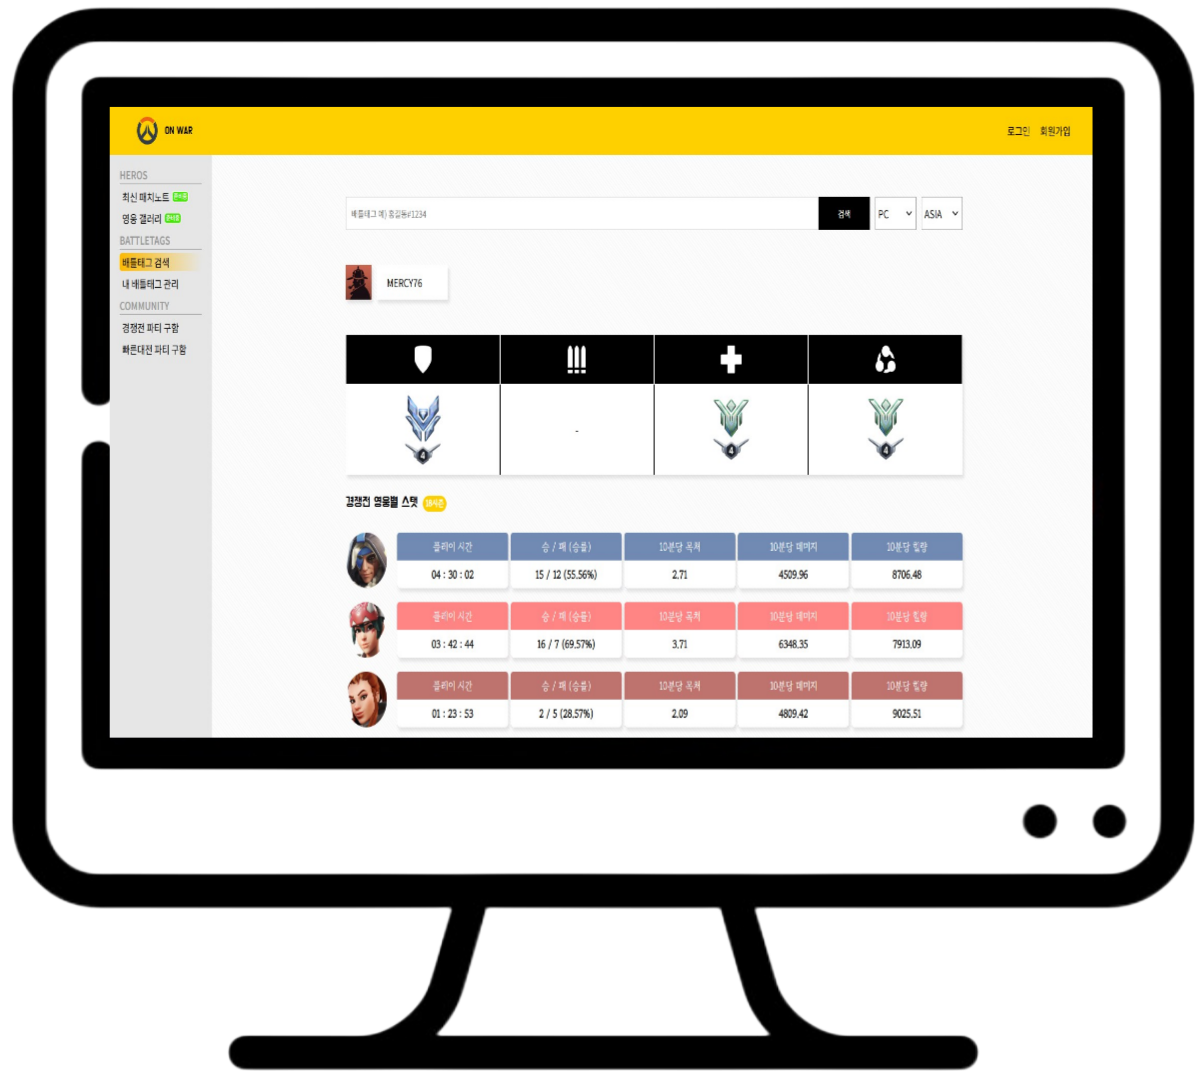 ON WAR
로그인 회원가입
HEROS
최신 패치노트
영웅 갤러리
BATTLETAGS
배틀태그 검색
내 배틀태그 관리
COMMUNITY
경쟁전 파티 구함
빠른대전 파티 구함
배틀태그 예) 홍길동#1234 검색 PC ASIA
MERCY76
-
4 4 4
경쟁전 영웅별 스탯
플레이 시간 승 / 패 (승률) 10분당 목처 10분당 데미지 10분당 힐량
04 : 30 : 02 15 / 12 (55.56%) 2.71 4509.96 8706.48
플레이 시간 승 / 패 (승률) 10분당 목처 10분당 데미지 10분당 힐량
03 : 42 : 44 16 / 7 (69.57%) 3.71 6348.35 7913.09
플레이 시간 승 / 패 (승률) 10분당 목처 10분당 데미지 10분당 힐량
01 : 23 : 53 2 / 5 (28.57%) 2.09 4809.42 9025.51